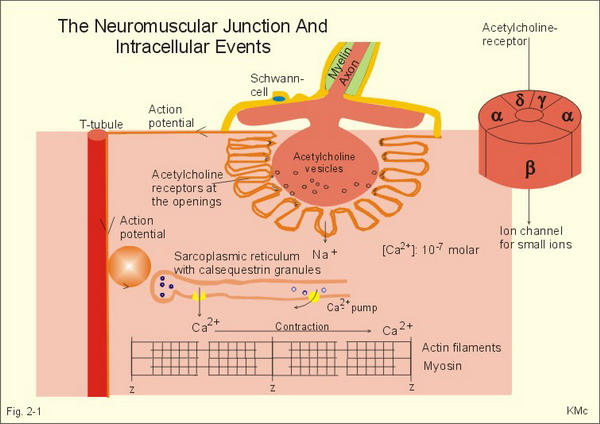 The Neuromuscular Junction And
Intracellular Events
Acetylcholine-
receptor
Myelin
Axon
Schwann-
cell
Action
potential
T-tubule
δ γ
α α
β
Acetylcholine
vesicles
Acetylcholine
receptors at
the openings
Action
potential
Na+
[Ca2+]: 10-7 molar
Ion channel
for small ions
Sarcoplasmic reticulum
with calsequestrin granules
Ca2+ pump
Ca2+
Contraction
Ca2+
Actin filaments
Myosin
z z z
Fig. 2-1
KMc